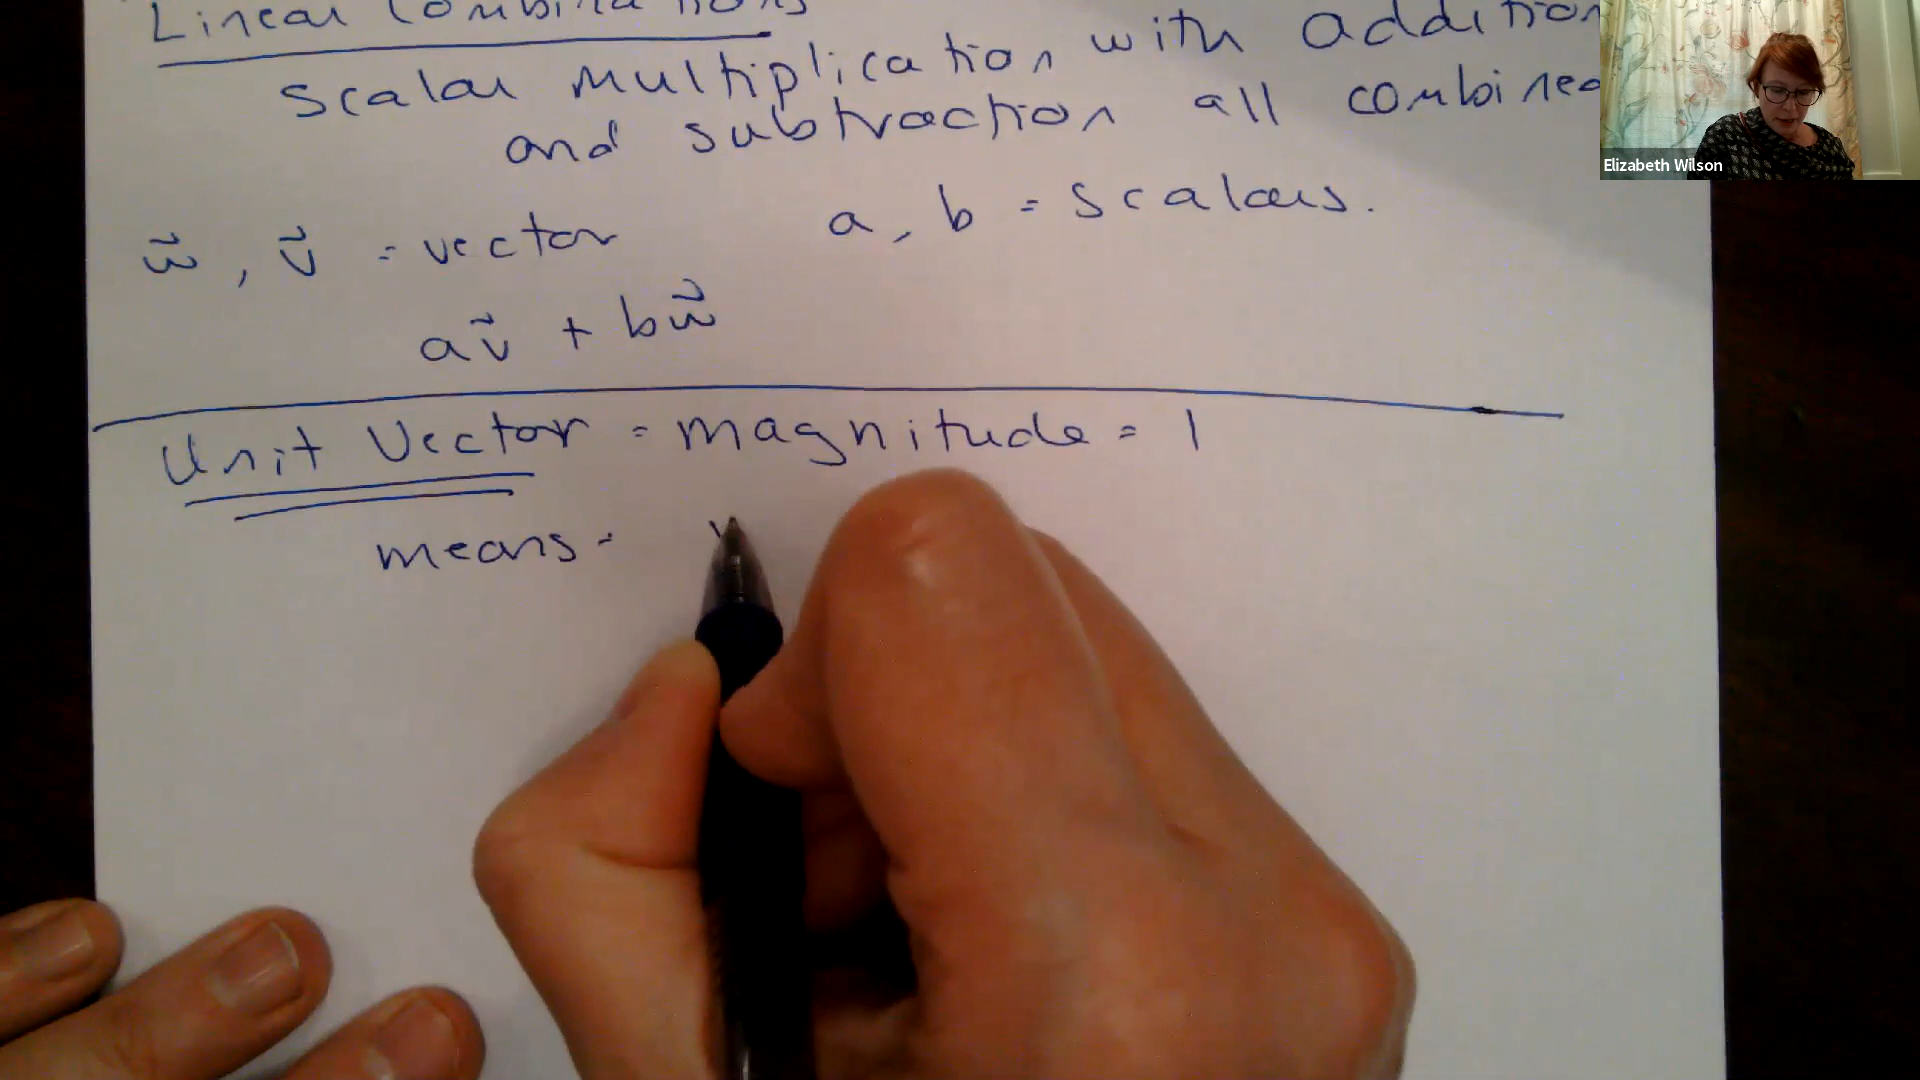 Linear Combinations
Scalar Multiplication with addition
and subtraction all combined
w⃗, v⃗ = vector a, b = scalars.
av⃗ + bw⃗
Unit Vector = magnitude = 1
means =
Elizabeth Wilson